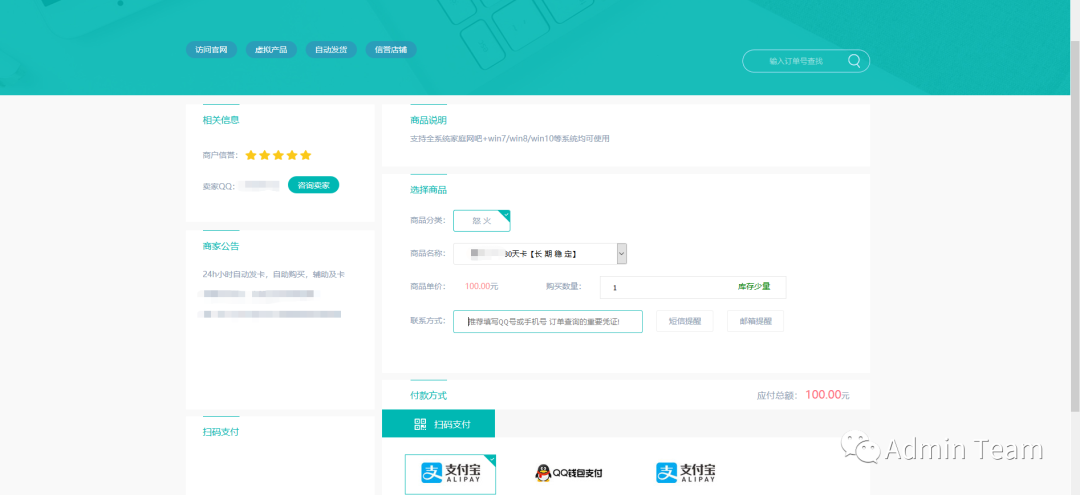 访问官网 虚拟产品 自动发货 信誉店铺
输入订单号查询
相关信息
商户信誉：
卖家QQ： 咨询卖家
商家公告
24h小时自动发卡，自助购买，辅助及卡
扫码支付
商品说明
支持全系统家庭网吧+win7/win8/win10等系统均可使用
选择商品
商品分类： 怒 火
商品名称： 30天卡【长 期 稳 定】
商品单价： 100.00元 购买数量： 1 库存少量
联系方式： 推荐填写QQ号或手机号 订单查询的重要凭证! 短信提醒 邮箱提醒
付款方式 应付总额： 100.00元
扫码支付
支付宝 ALIPAY QQ钱包支付 支付宝 ALIPAY
Admin Team